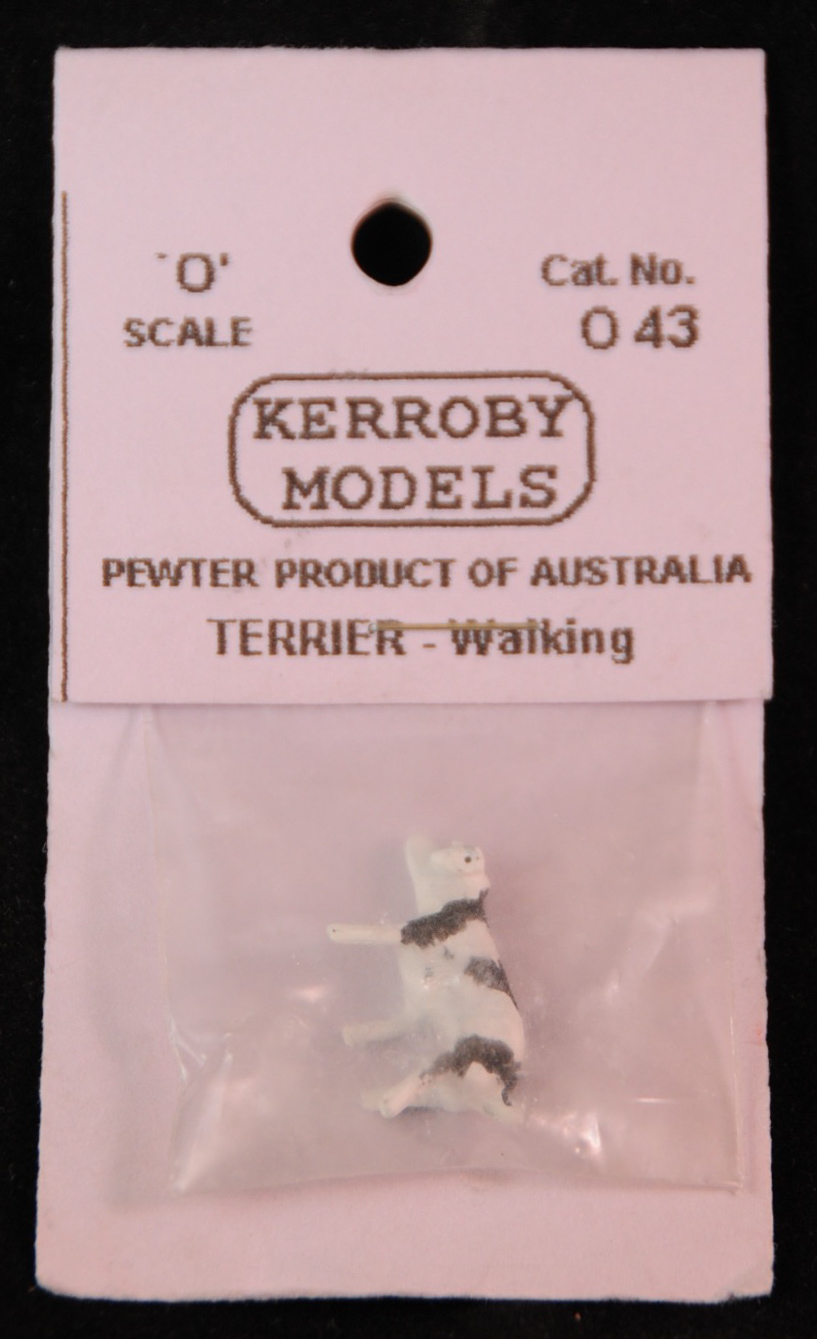 `O'
SCALE
Cat. No.
O 43
KERROBY
MODELS
PEWTER PRODUCT OF AUSTRALIA
TERRIER - Walking